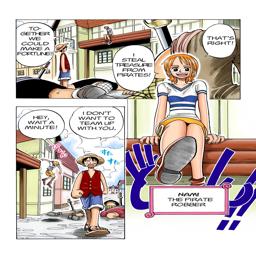 TO-
GETHER WE
COULD
MAKE A
FORTUNE!
I
STEAL
TREASURE
FROM
PIRATES!
THAT'S
RIGHT!
HEY,
WAIT A
MINUTE!
I DON'T
WANT TO
TEAM UP
WITH YOU.
NAMI
THE PIRATE
ROBBER